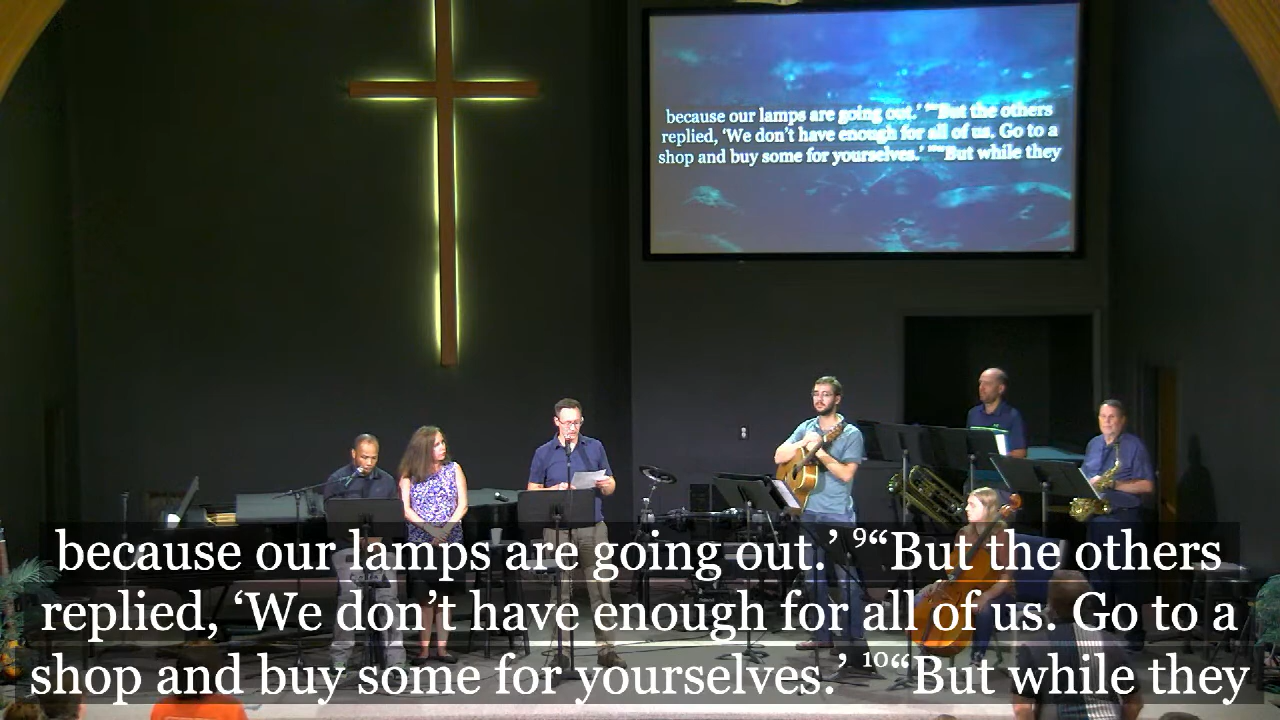 because our lamps are going out.’ ⁹“But the others
replied, ‘We don’t have enough for all of us. Go to a
shop and buy some for yourselves.’ ¹⁰“But while they
because our lamps are going out.’ ⁹“But the others
replied, ‘We don’t have enough for all of us. Go to a
shop and buy some for yourselves.’ ¹⁰“But while they